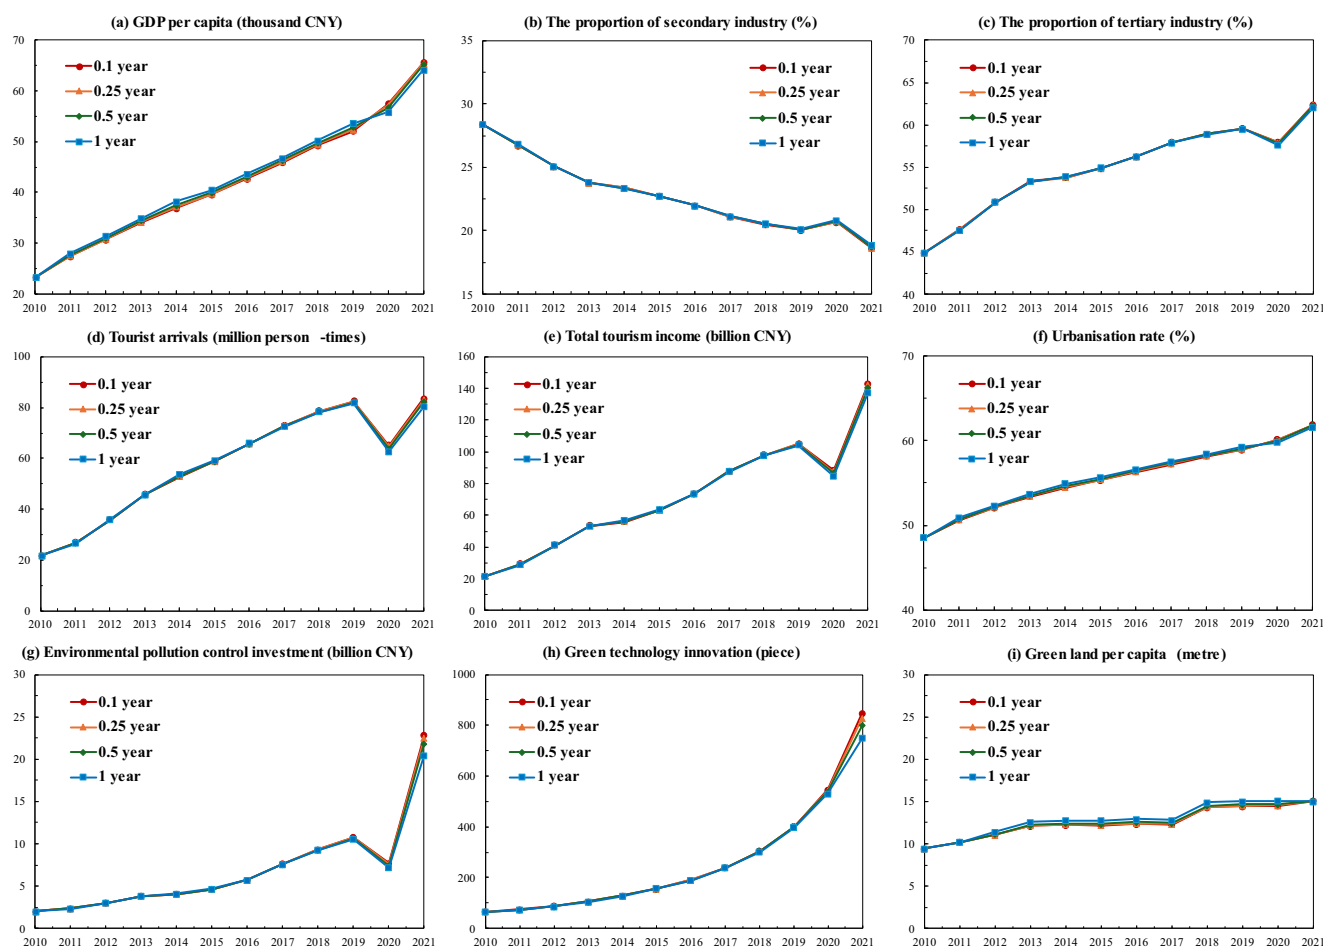 (a) GDP per capita (thousand CNY)
70
60
50
40
30
20
0.1 year
0.25 year
0.5 year
1 year
2010 2011 2012 2013 2014 2015 2016 2017 2018 2019 2020 2021
(b) The proportion of secondary industry (%)
35
30
25
20
15
0.1 year
0.25 year
0.5 year
1 year
2010 2011 2012 2013 2014 2015 2016 2017 2018 2019 2020 2021
(c) The proportion of tertiary industry (%)
70
65
60
55
50
45
40
0.1 year
0.25 year
0.5 year
1 year
2010 2011 2012 2013 2014 2015 2016 2017 2018 2019 2020 2021
(d) Tourist arrivals (million person -times)
100
80
60
40
20
0
0.1 year
0.25 year
0.5 year
1 year
2010 2011 2012 2013 2014 2015 2016 2017 2018 2019 2020 2021
(e) Total tourism income (billion CNY)
160
140
120
100
80
60
40
20
0
0.1 year
0.25 year
0.5 year
1 year
2010 2011 2012 2013 2014 2015 2016 2017 2018 2019 2020 2021
(f) Urbanisation rate (%)
70
60
50
40
0.1 year
0.25 year
0.5 year
1 year
2010 2011 2012 2013 2014 2015 2016 2017 2018 2019 2020 2021
(g) Environmental pollution control investment (billion CNY)
30
25
20
15
10
5
0
0.1 year
0.25 year
0.5 year
1 year
2010 2011 2012 2013 2014 2015 2016 2017 2018 2019 2020 2021
(h) Green technology innovation (piece)
1000
800
600
400
200
0
0.1 year
0.25 year
0.5 year
1 year
2010 2011 2012 2013 2014 2015 2016 2017 2018 2019 2020 2021
(i) Green land per capita (metre)
30
25
20
15
10
5
0
0.1 year
0.25 year
0.5 year
1 year
2010 2011 2012 2013 2014 2015 2016 2017 2018 2019 2020 2021